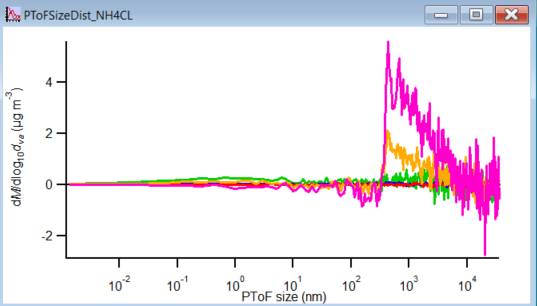 PToFSizeDist_NH4CL
dM/dlog₁₀dᵥₐ (µg m⁻³)
4
2
0
-2
10⁻² 10⁻¹ 10⁰ 10¹ 10² 10³ 10⁴
PToF size (nm)